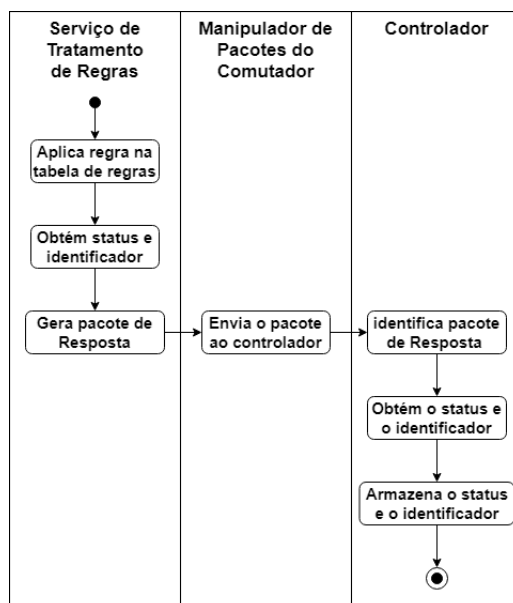 Serviço de
Tratamento
de Regras
Manipulador de
Pacotes do
Comutador
Controlador
Aplica regra na
tabela de regras
Obtém status e
identificador
Gera pacote de
Resposta
Envia o pacote
ao controlador
identifica pacote
de Resposta
Obtém o status e
o identificador
Armazena o status
e o identificador